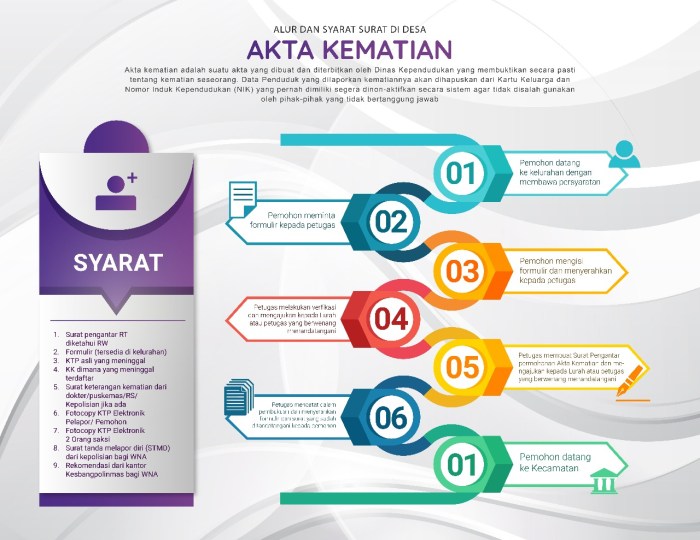 ALUR DAN SYARAT SURAT DI DESA
AKTA KEMATIAN
Akta kematian adalah suatu akta yang dibuat dan diterbitkan oleh Dinas Kependudukan yang membuktikan secara pasti
tentang kematian seseorang. Data Penduduk yang dilaporkan kematiannya akan dihapuskan dari Kartu Keluarga dan
Nomor Induk Kependudukan (NIK) yang pernah dimiliki segera dinon-aktifkan secara sistem agar tidak disalah gunakan
oleh pihak-pihak yang tidak bertanggung jawab
SYARAT
1. Surat pengantar RT
diketahui RW
2. Formulir (tersedia di kelurahan)
3. KTP asli yang meninggal
4. KK dimana yang meninggal
terdaftar
5. Surat keterangan kematian dari
dokter/puskemas/RS/
Kepolisian jika ada
6. Fotocopy KTP Elektronik
Pelapor/ Pemohon
7. Fotocopy KTP Elektronik
2 Orang saksi
8. Surat tanda melapor diri (STMD)
dari kepolisian bagi WNA
9. Rekomendasi dari kantor
Kesbangpolinmas bagi WNA
01
Pemohon datang
ke kelurahan dengan
membawa persyaratan
02
Pemohon meminta
formulir kepada petugas
03
Pemohon mengisi
formulir dan menyerahkan
kepada petugas
04
Petugas melakukan verifikasi
dan mengajukan kepada Lurah
atau petugas yang berwenang
menandatangani
05
Petugas membuat Surat Pengantar
permohonan Akta Kematian dan me-
ngajukan kepada Lurah atau petugas
yang berwenang menandatangani
06
Petugas mencatat dalam
pembukuan dan menyerahkan
formulir dan surat yang sudah
ditandatangani kepada pemohon
01
Pemohon datang
ke Kecamatan